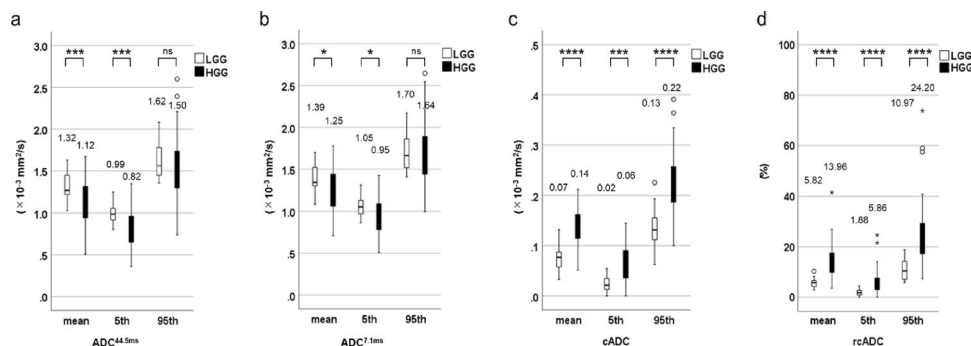 a
***
***
ns
LGG
HGG
3.0
2.5
2.0
1.5
1.0
.5
.0
(×10⁻³ mm²/s)
1.32
1.12
0.99
0.82
1.62
1.50
mean
5th
95th
ADC⁴⁴·⁵ᵐˢ
b
*
*
ns
LGG
HGG
3.0
2.5
2.0
1.5
1.0
.5
.0
(×10⁻³ mm²/s)
1.39
1.25
1.05
0.95
1.70
1.64
mean
5th
95th
ADC⁷·¹ᵐˢ
c
****
***
****
LGG
HGG
.5
.4
.3
.2
.1
.0
(×10⁻³ mm²/s)
0.07
0.14
0.02
0.06
0.13
0.22
mean
5th
95th
cADC
d
****
****
****
LGG
HGG
100
80
60
40
20
0
(%)
5.82
13.96
1.88
5.86
10.97
24.20
mean
5th
95th
rcADC